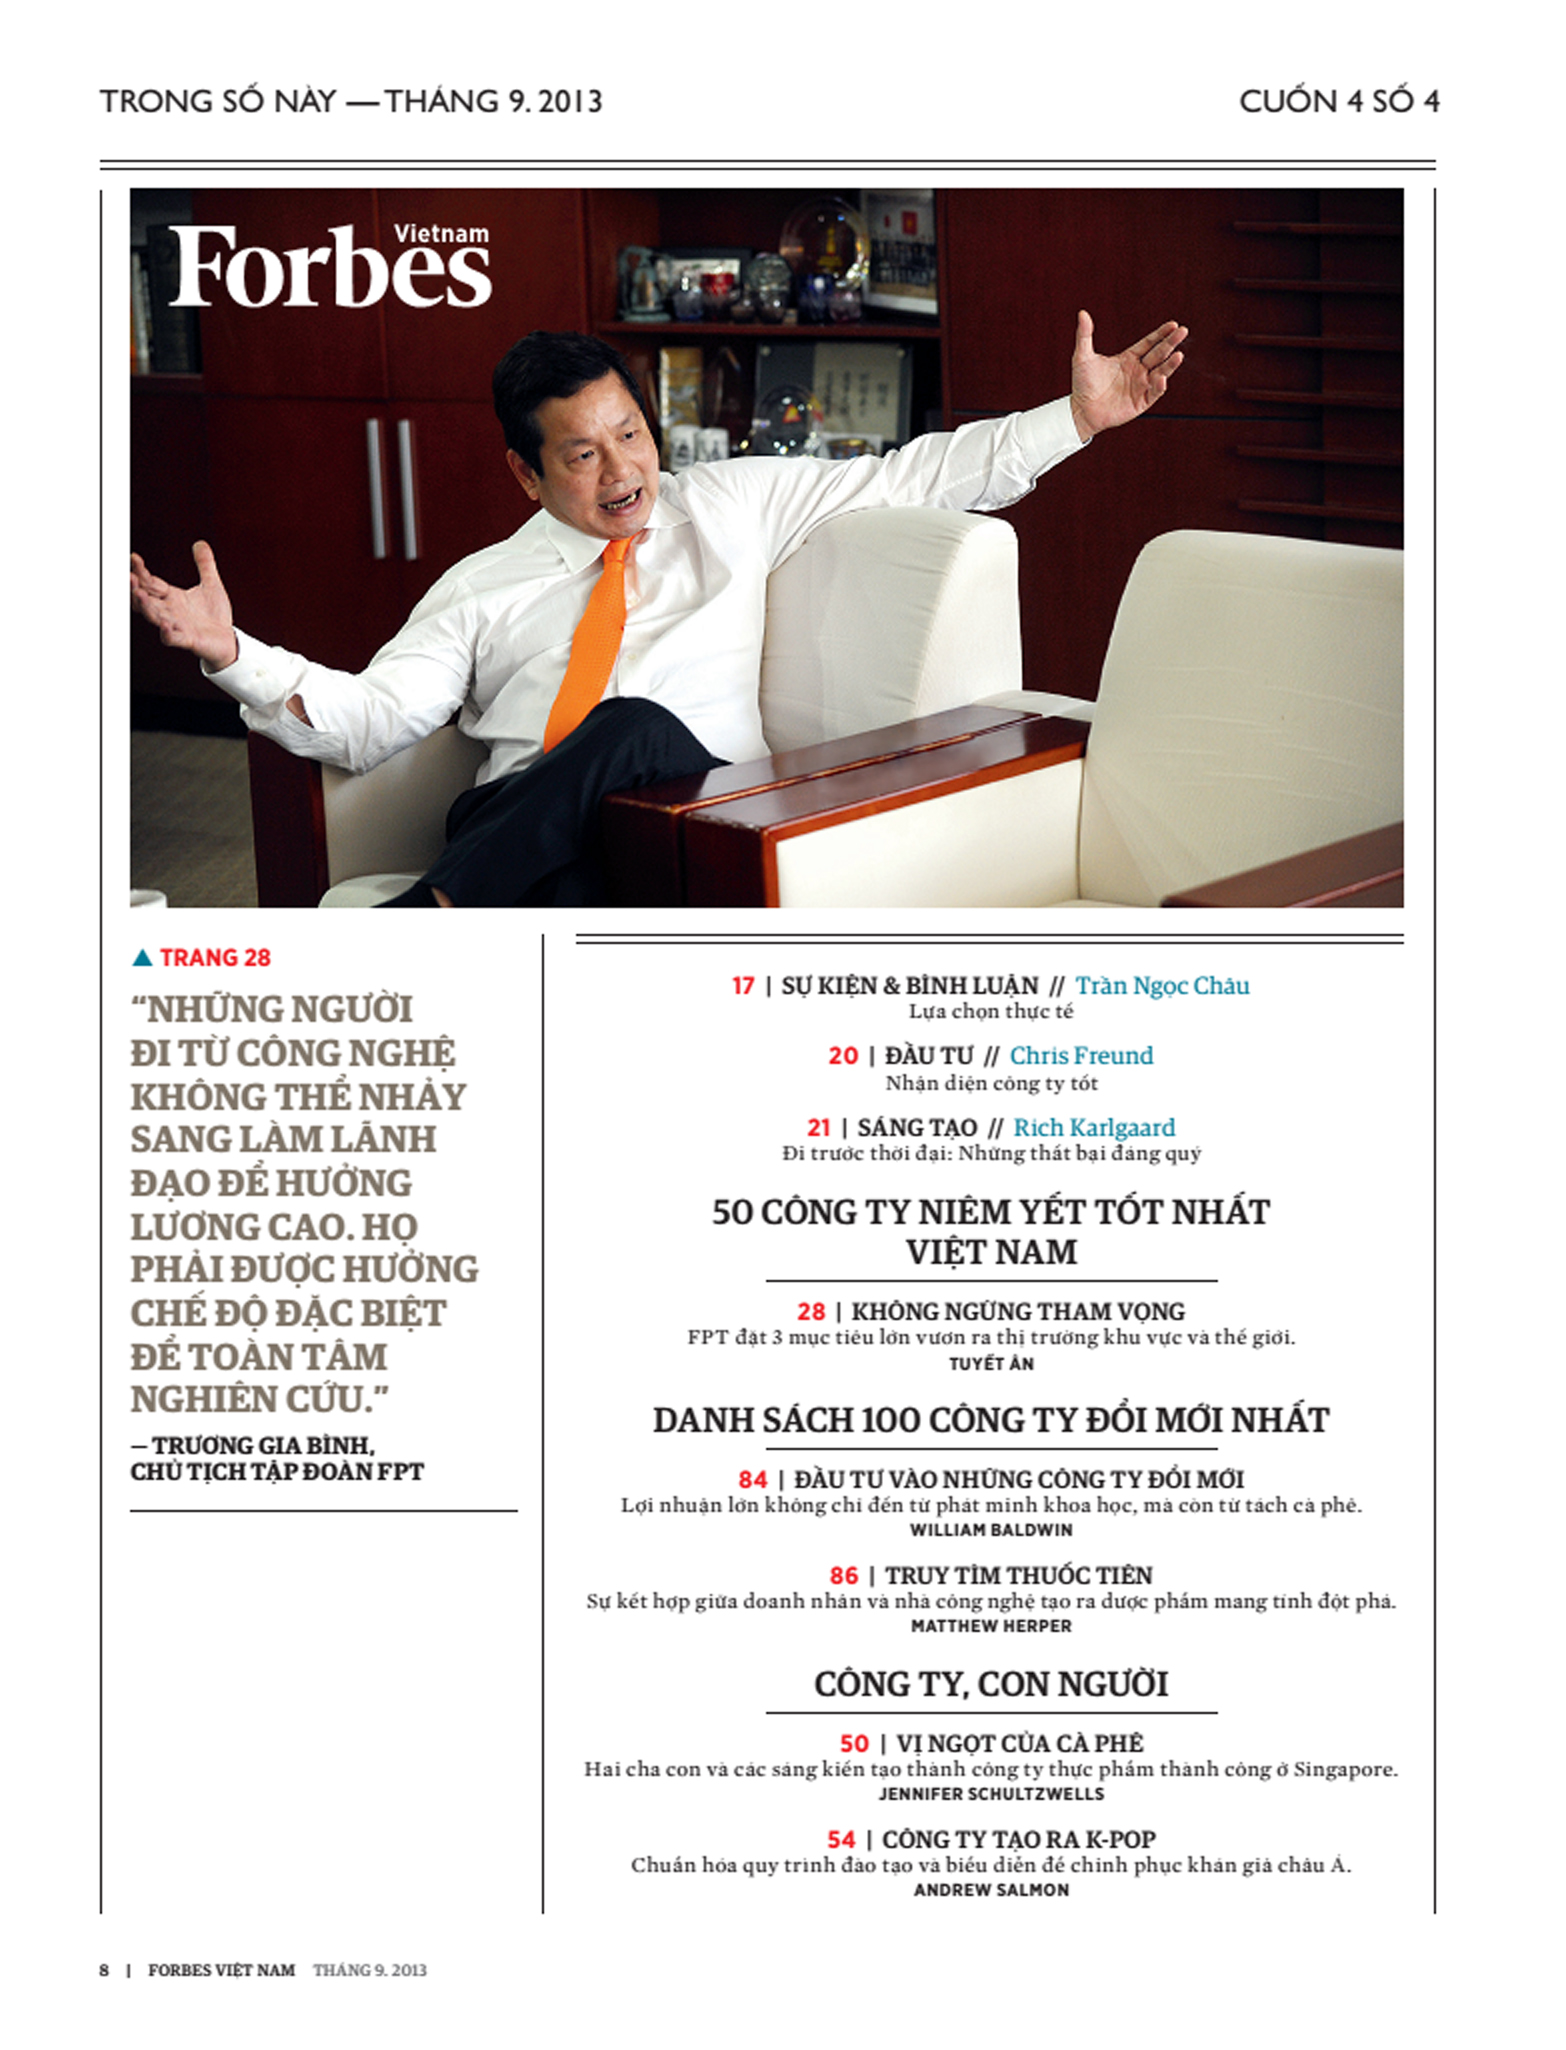 TRONG SỐ NÀY — THÁNG 9. 2013
CUỐN 4 SỐ 4
Forbes
Vietnam
▲ TRANG 28
“NHỮNG NGƯỜI
ĐI TỪ CÔNG NGHỆ
KHÔNG THỂ NHẢY
SANG LÀM LÃNH
ĐẠO ĐỂ HƯỞNG
LƯƠNG CAO. HỌ
PHẢI ĐƯỢC HƯỞNG
CHẾ ĐỘ ĐẶC BIỆT
ĐỂ TOÀN TÂM
NGHIÊN CỨU.”
— TRƯƠNG GIA BÌNH,
CHỦ TỊCH TẬP ĐOÀN FPT
17 | SỰ KIỆN & BÌNH LUẬN // Trần Ngọc Châu
Lựa chọn thực tế
20 | ĐẦU TƯ // Chris Freund
Nhận diện công ty tốt
21 | SÁNG TẠO // Rich Karlgaard
Đi trước thời đại: Những thất bại đáng quý
50 CÔNG TY NIÊM YẾT TỐT NHẤT
VIỆT NAM
28 | KHÔNG NGỪNG THAM VỌNG
FPT đặt 3 mục tiêu lớn vươn ra thị trường khu vực và thế giới.
TUYẾT ÂN
DANH SÁCH 100 CÔNG TY ĐỔI MỚI NHẤT
84 | ĐẦU TƯ VÀO NHỮNG CÔNG TY ĐỔI MỚI
Lợi nhuận lớn không chỉ đến từ phát minh khoa học, mà còn từ tách cà phê.
WILLIAM BALDWIN
86 | TRUY TÌM THUỐC TIÊN
Sự kết hợp giữa doanh nhân và nhà công nghệ tạo ra dược phẩm mang tính đột phá.
MATTHEW HERPER
CÔNG TY, CON NGƯỜI
50 | VỊ NGỌT CỦA CÀ PHÊ
Hai cha con và các sáng kiến tạo thành công ty thực phẩm thành công ở Singapore.
JENNIFER SCHULTZWELLS
54 | CÔNG TY TẠO RA K-POP
Chuẩn hóa quy trình đào tạo và biểu diễn để chinh phục khán giả châu Á.
ANDREW SALMON
8 | FORBES VIỆT NAM THÁNG 9. 2013